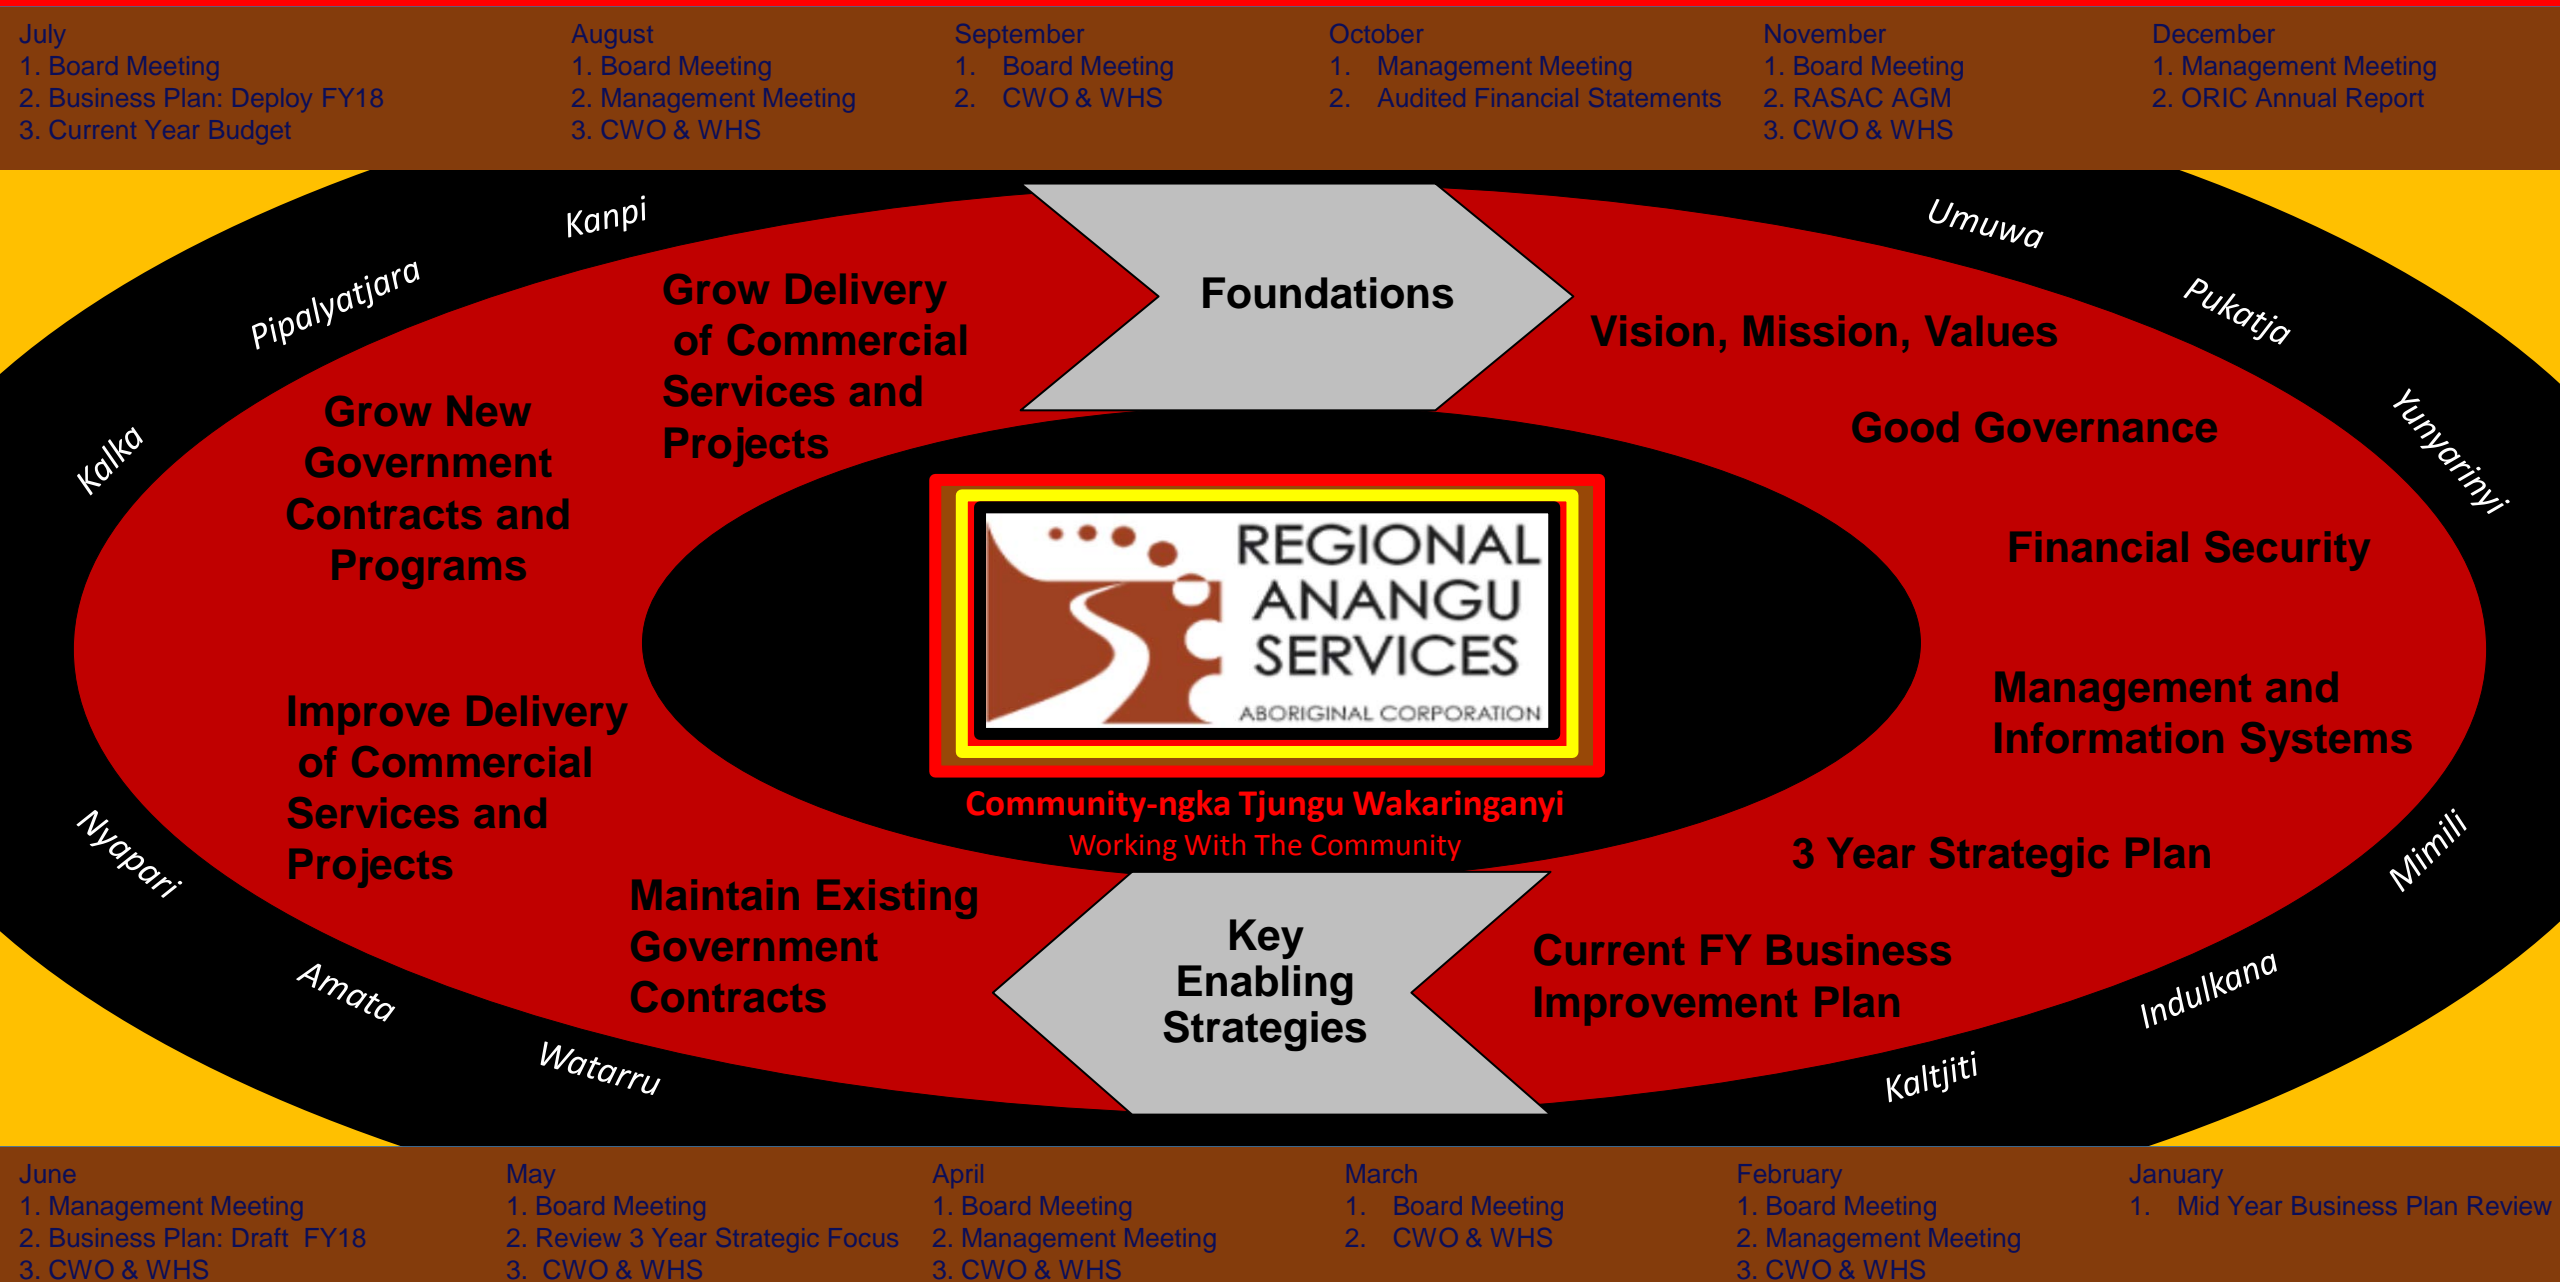 July
1. Board Meeting
2. Business Plan: Deploy FY18
3. Current Year Budget
August
1. Board Meeting
2. Management Meeting
3. CWO & WHS
September
1. Board Meeting
2. CWO & WHS
October
1. Management Meeting
2. Audited Financial Statements
November
1. Board Meeting
2. RASAC AGM
3. CWO & WHS
December
1. Management Meeting
2. ORIC Annual Report
Kanpi
Pipalyatjara
Kalka
Umuwa
Pukatja
Yunyarinyi
Foundations
Grow Delivery
of Commercial
Services and
Projects
Grow New
Government
Contracts and
Programs
Vision, Mission, Values
Good Governance
Financial Security
Management and
Information Systems
REGIONAL
ANANGU
SERVICES
ABORIGINAL CORPORATION
Community-ngka Tjungu Wakaringanyi
Working With The Community
Improve Delivery
of Commercial
Services and
Projects
Maintain Existing
Government
Contracts
Key
Enabling
Strategies
3 Year Strategic Plan
Current FY Business
Improvement Plan
Nyapari
Amata
Watarru
Mimili
Indulkana
Kaltjiti
June
1. Management Meeting
2. Business Plan: Draft FY18
3. CWO & WHS
May
1. Board Meeting
2. Review 3 Year Strategic Focus
3. CWO & WHS
April
1. Board Meeting
2. Management Meeting
3. CWO & WHS
March
1. Board Meeting
2. CWO & WHS
February
1. Board Meeting
2. Management Meeting
3. CWO & WHS
January
1. Mid Year Business Plan Review